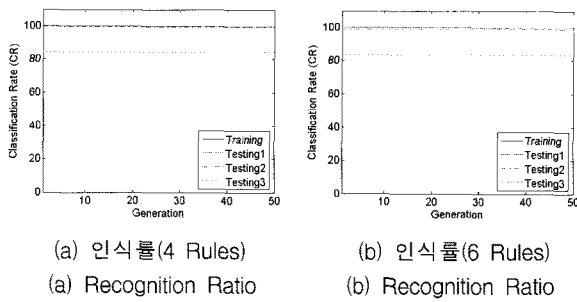 100
80
60
40
20
0
Classification Rate (CR)
Training
Testing1
Testing2
Testing3
10 20 30 40 50
Generation
(a) 인식률(4 Rules)
(a) Recognition Ratio
100
80
60
40
20
0
Classification Rate (CR)
Training
Testing1
Testing2
Testing3
10 20 30 40 50
Generation
(b) 인식률(6 Rules)
(b) Recognition Ratio